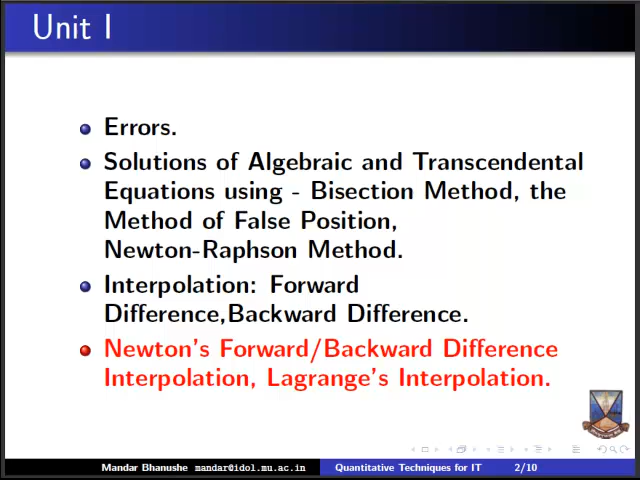 Unit I
Errors.
Solutions of Algebraic and Transcendental
Equations using - Bisection Method, the
Method of False Position,
Newton-Raphson Method.
Interpolation: Forward
Difference,Backward Difference.
Newton's Forward/Backward Difference
Interpolation, Lagrange's Interpolation.
Mandar Bhanushe mandar@idol.mu.ac.in Quantitative Techniques for IT 2/10